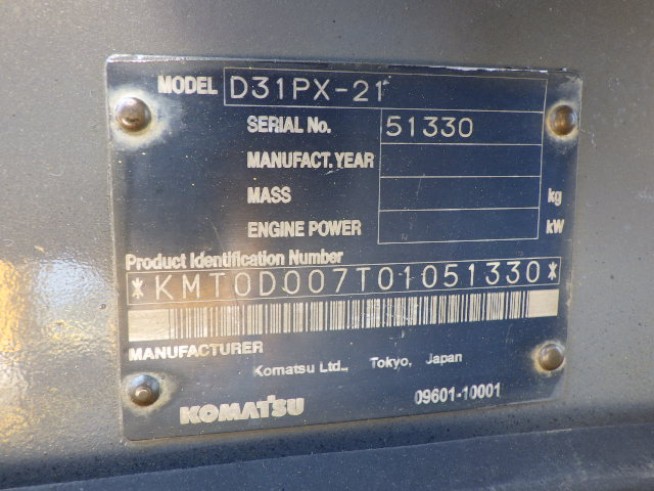 MODEL D31PX-21
SERIAL No. 51330
MANUFACT. YEAR
MASS kg
ENGINE POWER kW
Product Identification Number
*KMT0D007T01051330*
MANUFACTURER
Komatsu Ltd., Tokyo, Japan
KOMATSU 09601-10001